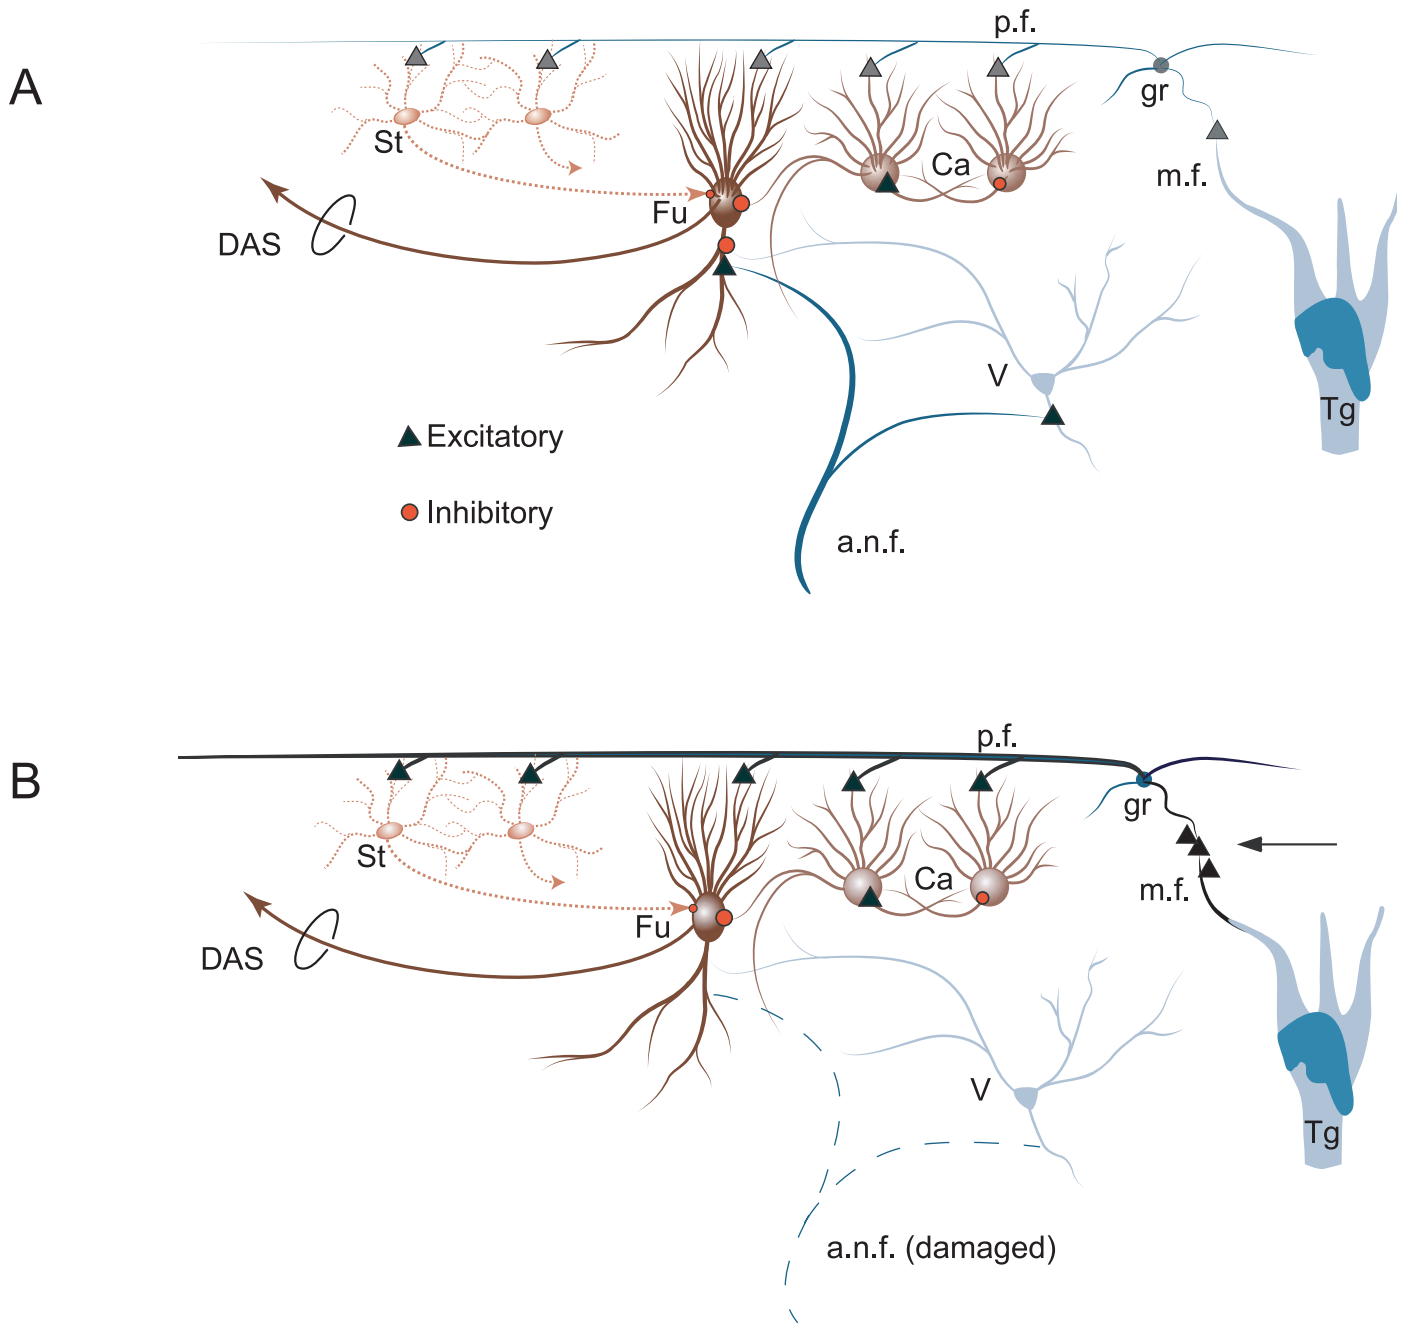 A
p.f.
gr
St
Ca
m.f.
Fu
DAS
V
Tg
Excitatory
Inhibitory
a.n.f.
B
p.f.
gr
St
Ca
m.f.
Fu
DAS
V
Tg
a.n.f. (damaged)